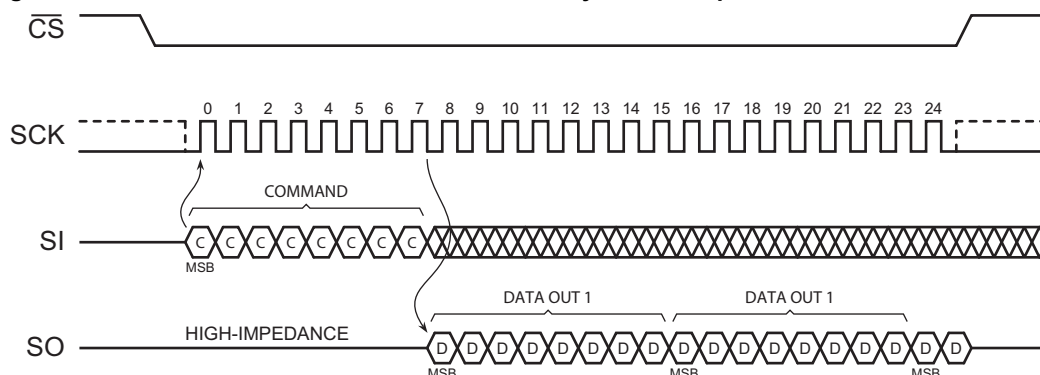 CS
0 1 2 3 4 5 6 7 8 9 10 11 12 13 14 15 16 17 18 19 20 21 22 23 24
SCK
COMMAND
SI
C C C C C C C C
MSB
DATA OUT 1 DATA OUT 1
HIGH-IMPEDANCE
SO
D D D D D D D D D D D D D D D D D D
MSB MSB MSB